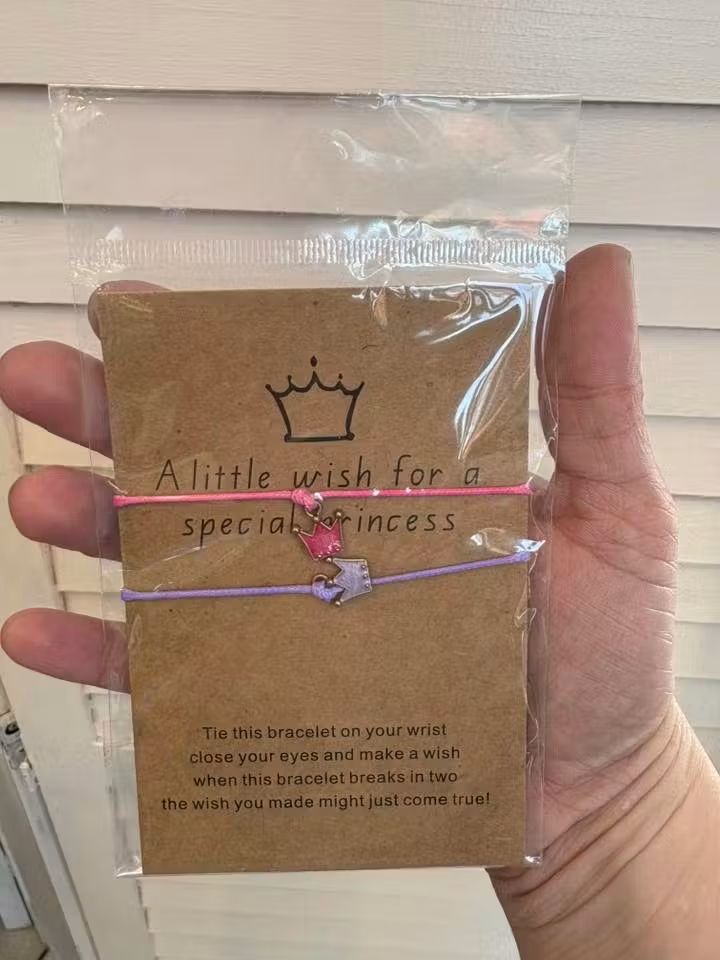 A little wish for a
special princess
Tie this bracelet on your wrist
close your eyes and make a wish
when this bracelet breaks in two
the wish you made might just come true!